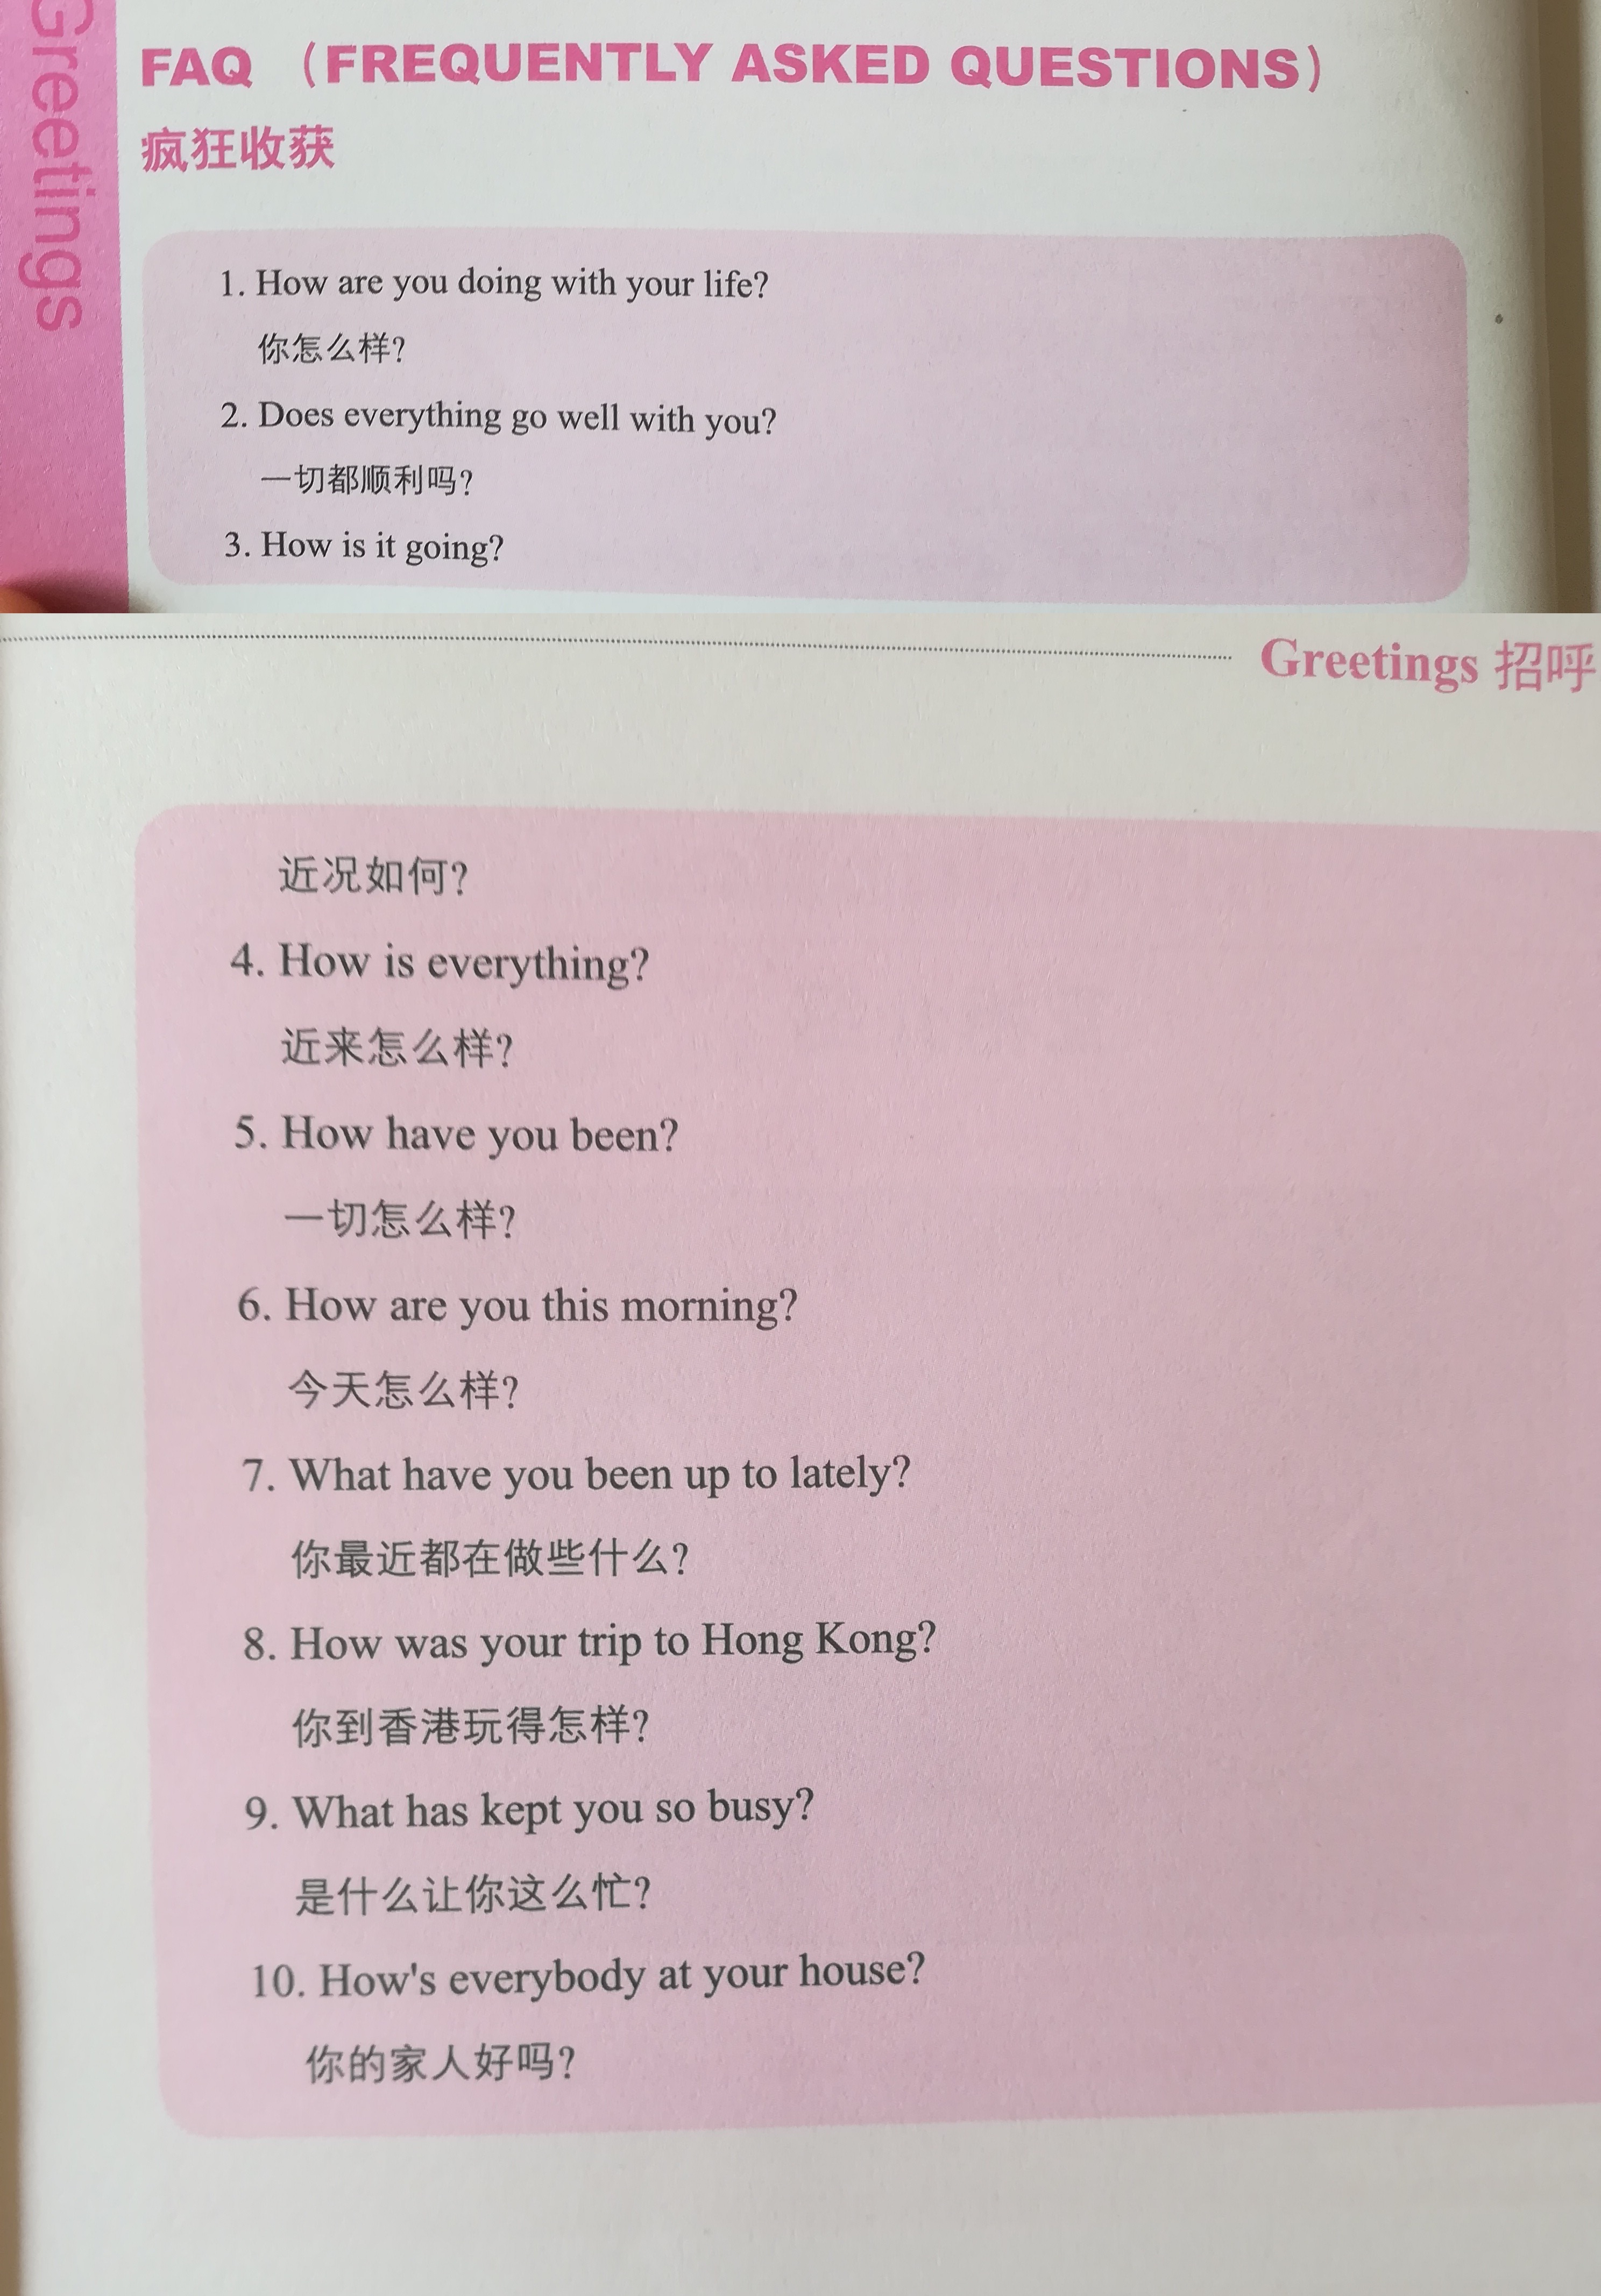 Greetings
FAQ （FREQUENTLY ASKED QUESTIONS）
疯狂收获
1. How are you doing with your life?
你怎么样?
2. Does everything go well with you?
一切都顺利吗?
3. How is it going?
Greetings 招呼
近况如何?
4. How is everything?
近来怎么样?
5. How have you been?
一切怎么样?
6. How are you this morning?
今天怎么样?
7. What have you been up to lately?
你最近都在做些什么?
8. How was your trip to Hong Kong?
你到香港玩得怎样?
9. What has kept you so busy?
是什么让你这么忙?
10. How's everybody at your house?
你的家人好吗?